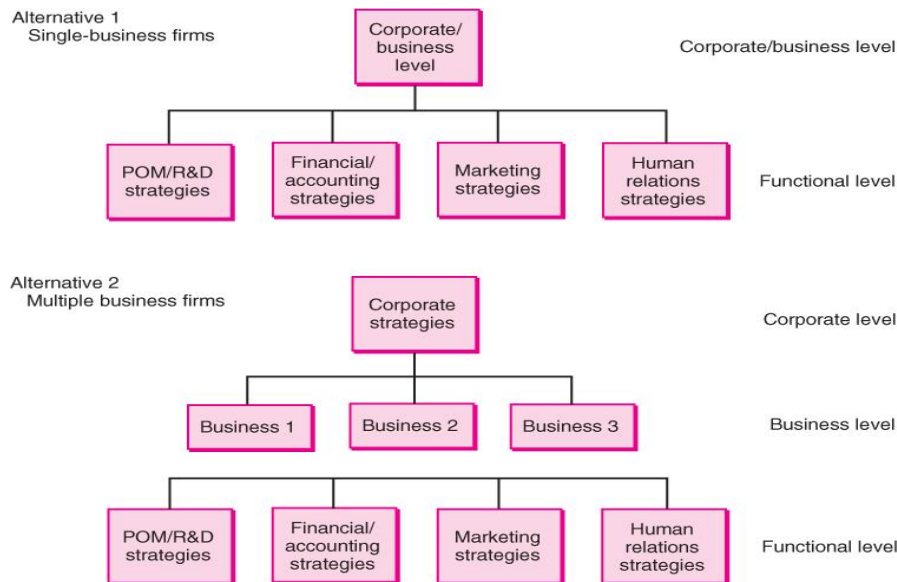 Alternative 1
Single-business firms
Corporate/
business
level
Corporate/business level
POM/R&D
strategies
Financial/
accounting
strategies
Marketing
strategies
Human
relations
strategies
Functional level
Alternative 2
Multiple business firms
Corporate
strategies
Corporate level
Business 1
Business 2
Business 3
Business level
POM/R&D
strategies
Financial/
accounting
strategies
Marketing
strategies
Human
relations
strategies
Functional level